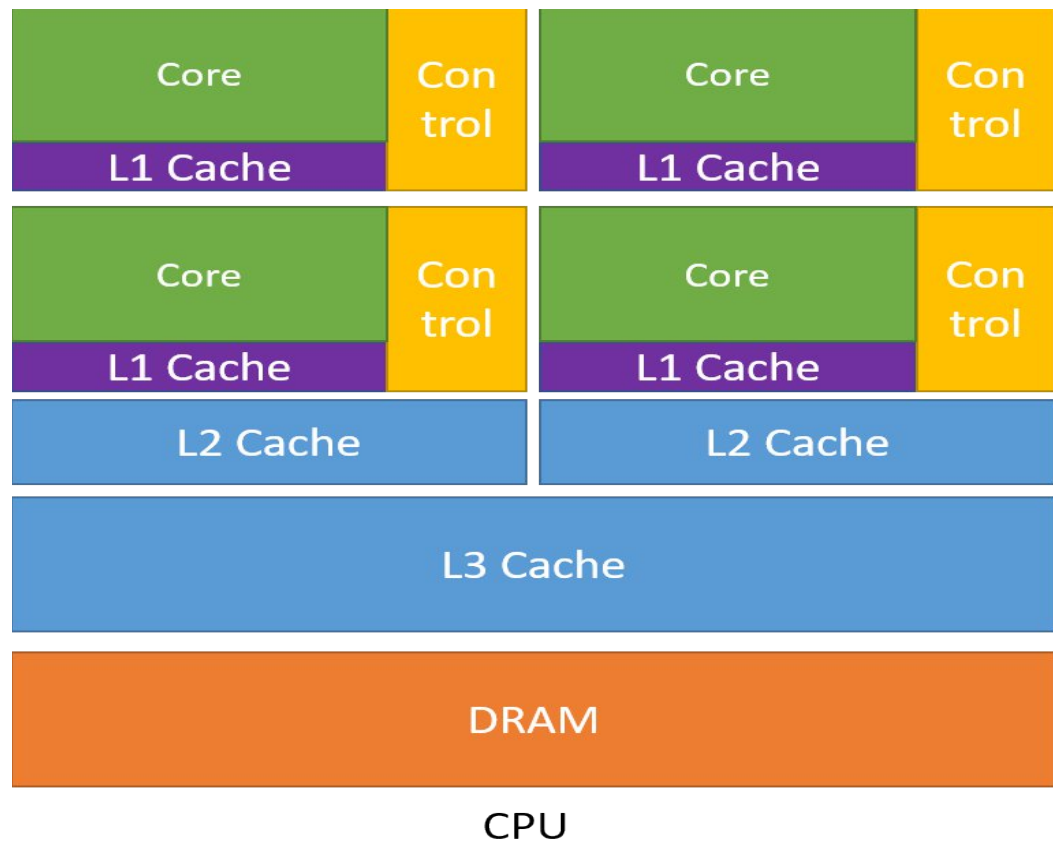 Core
Con
trol
L1 Cache
Core
Con
trol
L1 Cache
Core
Con
trol
L1 Cache
Core
Con
trol
L1 Cache
L2 Cache
L2 Cache
L3 Cache
DRAM
CPU